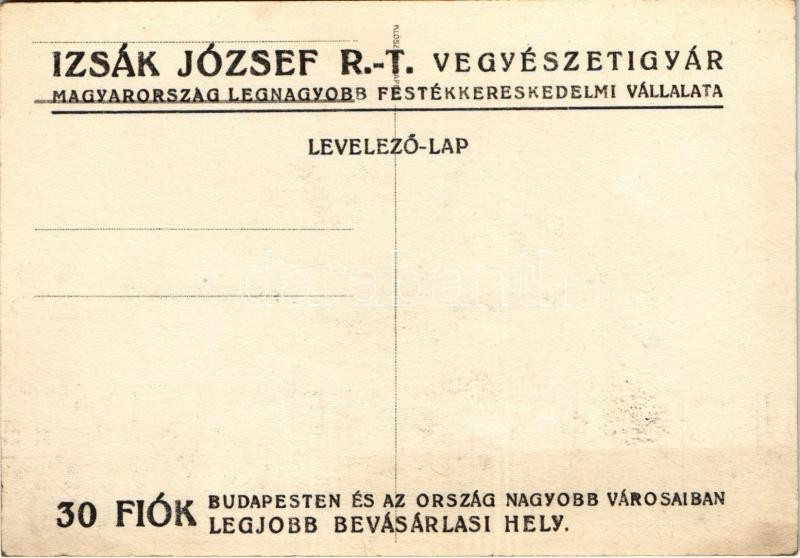 IZSÁK JÓZSEF R.-T. VEGYÉSZETIGYÁR
MAGYARORSZÁG LEGNAGYOBB FESTÉKKERESKEDELMI VÁLLALATA
LEVELEZŐ-LAP
darabanth
30 FIÓK
BUDAPESTEN ÉS AZ ORSZÁG NAGYOBB VÁROSAIBAN
LEGJOBB BEVÁSÁRLASI HELY.